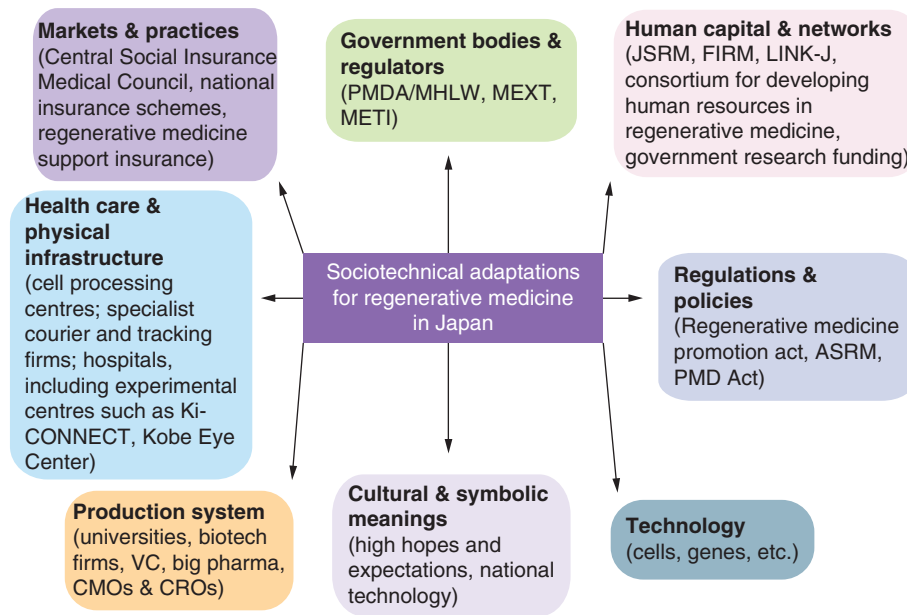 Markets & practices
(Central Social Insurance
Medical Council, national
insurance schemes,
regenerative medicine
support insurance)
Government bodies &
regulators
(PMDA/MHLW, MEXT,
METI)
Human capital & networks
(JSRM, FIRM, LINK-J,
consortium for developing
human resources in
regenerative medicine,
government research funding)
Health care &
physical
infrastructure
(cell processing
centres; specialist
courier and tracking
firms; hospitals,
including experimental
centres such as Ki-
CONNECT, Kobe Eye
Center)
Sociotechnical adaptations
for regenerative medicine
in Japan
Regulations &
policies
(Regenerative medicine
promotion act, ASRM,
PMD Act)
Production system
(universities, biotech
firms, VC, big pharma,
CMOs & CROs)
Cultural & symbolic
meanings
(high hopes and
expectations, national
technology)
Technology
(cells, genes, etc.)